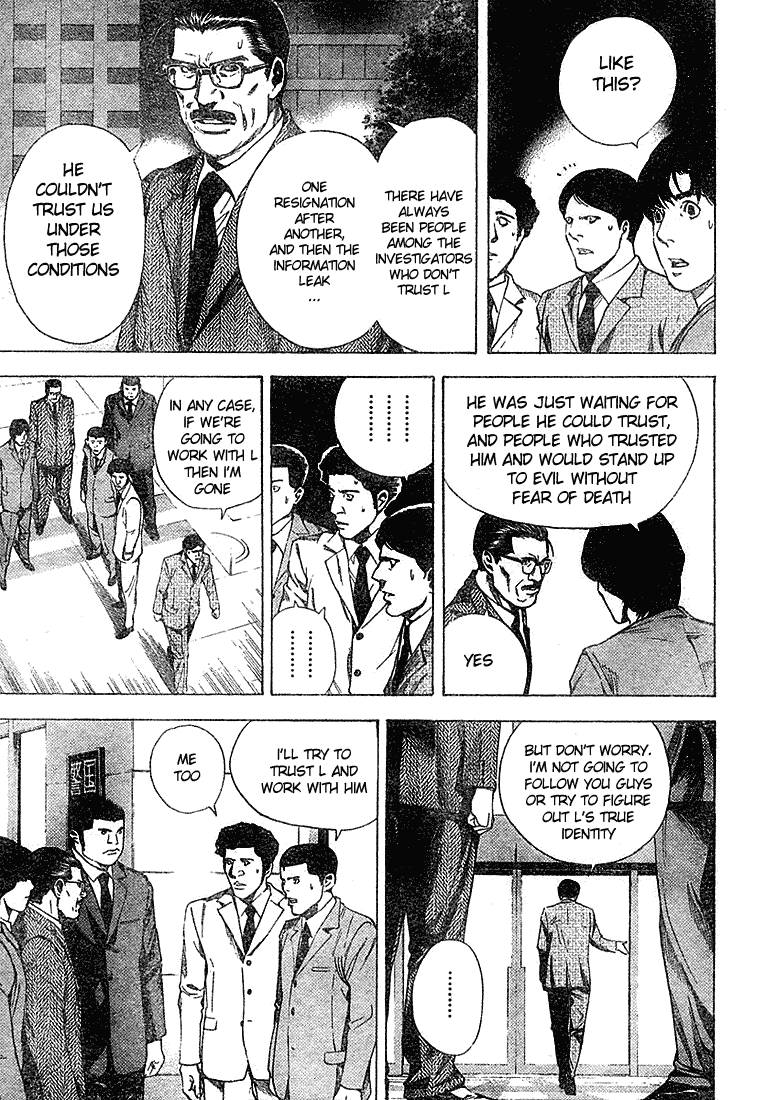 LIKE
THIS?
THERE HAVE
ALWAYS
BEEN PEOPLE
AMONG THE
INVESTIGATORS
WHO DON'T
TRUST L
ONE
RESIGNATION
AFTER
ANOTHER,
AND THEN THE
INFORMATION
LEAK
...
HE
COULDN'T
TRUST US
UNDER
THOSE
CONDITIONS
HE WAS JUST WAITING FOR
PEOPLE HE COULD TRUST,
AND PEOPLE WHO TRUSTED
HIM AND WOULD STAND UP
TO EVIL WITHOUT
FEAR OF DEATH
YES
IN ANY CASE,
IF WE'RE
GOING TO
WORK WITH L
THEN I'M
GONE
BUT DON'T WORRY.
I'M NOT GOING TO
FOLLOW YOU GUYS
OR TRY TO FIGURE
OUT L'S TRUE
IDENTITY
I'LL TRY TO
TRUST L AND
WORK WITH HIM
ME
TOO